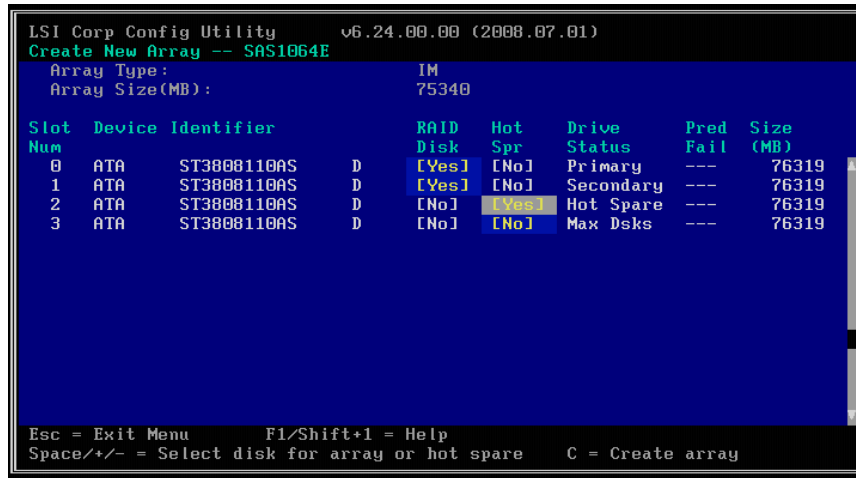 LSI Corp Config Utility v6.24.00.00 (2008.07.01)
Create New Array -- SAS1064E
Array Type: IM
Array Size(MB): 75340
Slot Device Identifier RAID Hot Drive Pred Size
Num Disk Spr Status Fail (MB)
0 ATA ST3808110AS D [Yes] [No] Primary --- 76319
1 ATA ST3808110AS D [Yes] [No] Secondary --- 76319
2 ATA ST3808110AS D [No] [Yes] Hot Spare --- 76319
3 ATA ST3808110AS D [No] [No] Max Dsks --- 76319
Esc = Exit Menu F1/Shift+1 = Help
Space/+/- = Select disk for array or hot spare C = Create array